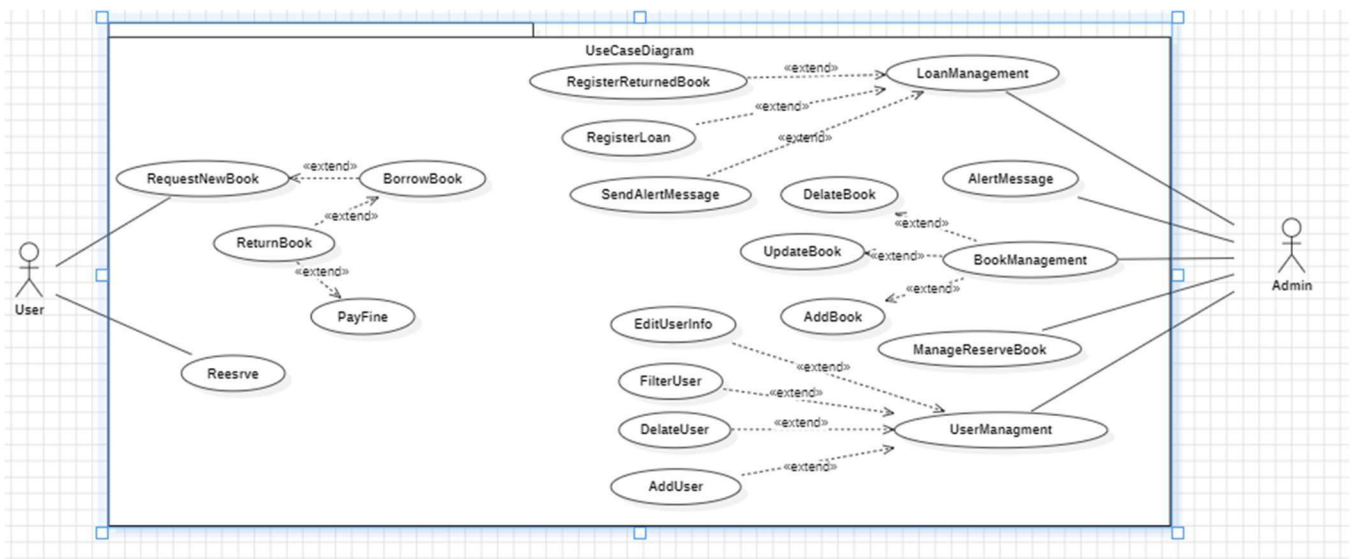 UseCaseDiagram
RegisterReturnedBook
«extend»
LoanManagement
«extend»
RegisterLoan
«extend»
RequestNewBook
«extend»
BorrowBook
SendAlertMessage
DelateBook
AlertMessage
«extend»
ReturnBook
«extend»
UpdateBook
«extend»
BookManagement
«extend»
«extend»
PayFine
User
Admin
EditUserInfo
AddBook
ManageReserveBook
Reesrve
«extend»
FilterUser
«extend»
DelateUser
«extend»
UserManagment
«extend»
AddUser